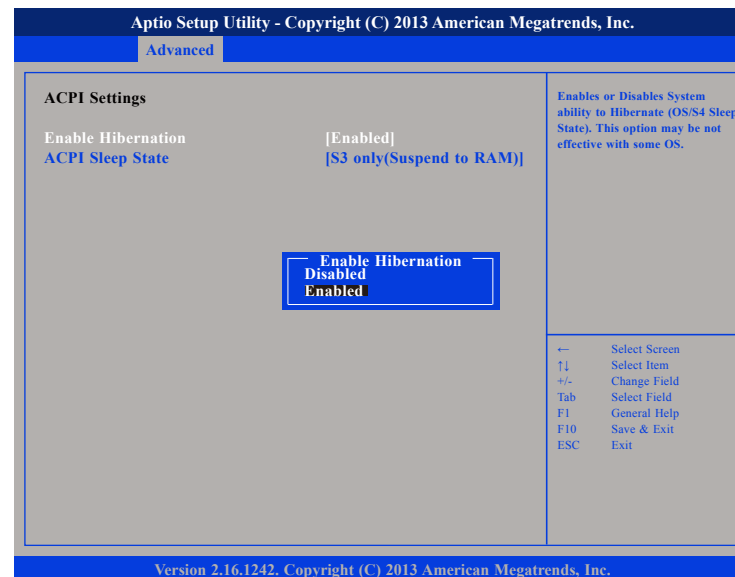 Aptio Setup Utility - Copyright (C) 2013 American Megatrends, Inc.
Advanced
ACPI Settings
Enable Hibernation [Enabled]
ACPI Sleep State [S3 only(Suspend to RAM)]
Enable Hibernation
Disabled
Enabled
Enables or Disables System
ability to Hibernate (OS/S4 Sleep
State). This option may be not
effective with some OS.
← Select Screen
↑↓ Select Item
+/- Change Field
Tab Select Field
F1 General Help
F10 Save & Exit
ESC Exit
Version 2.16.1242. Copyright (C) 2013 American Megatrends, Inc.